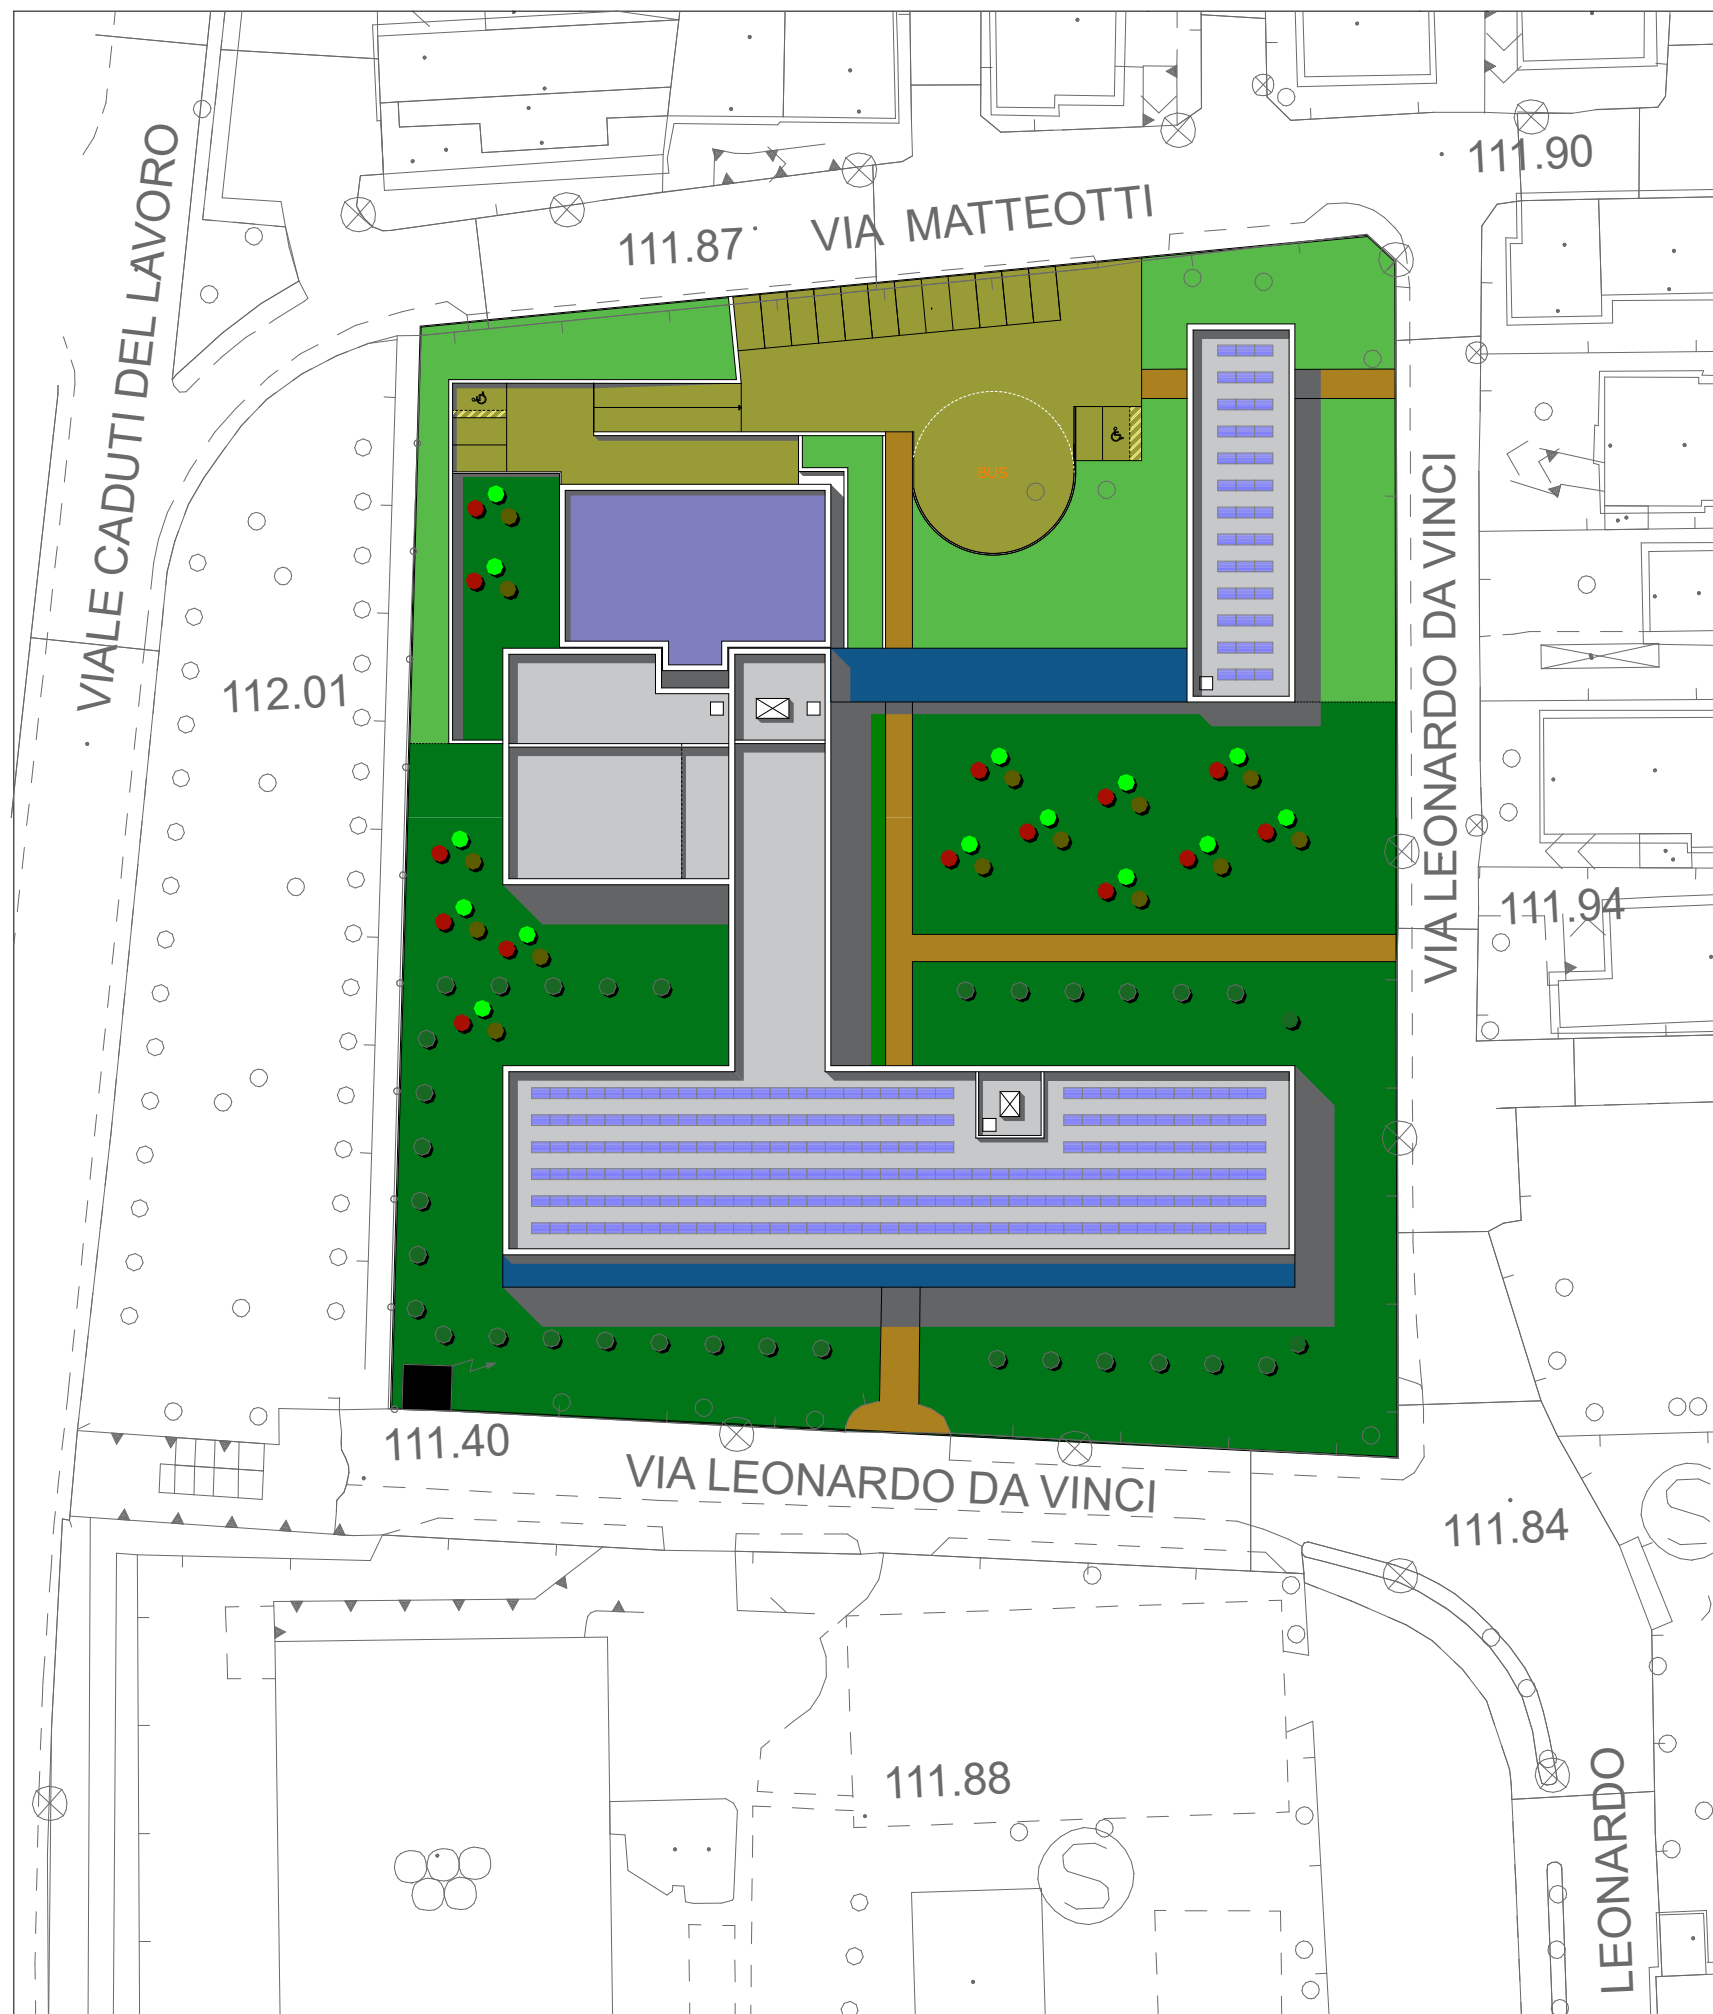 111.90
VIALE CADUTI DEL LAVORO
111.87
VIA MATTEOTTI
BUS
112.01
VIA LEONARDO DA VINCI
111.94
111.40
VIA LEONARDO DA VINCI
111.84
111.88
LEONARDO